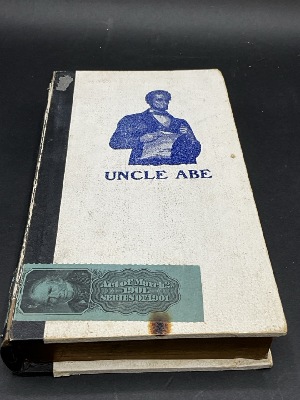 UNCLE ABE
Act of March 2
1901.
SERIES OF 1901.